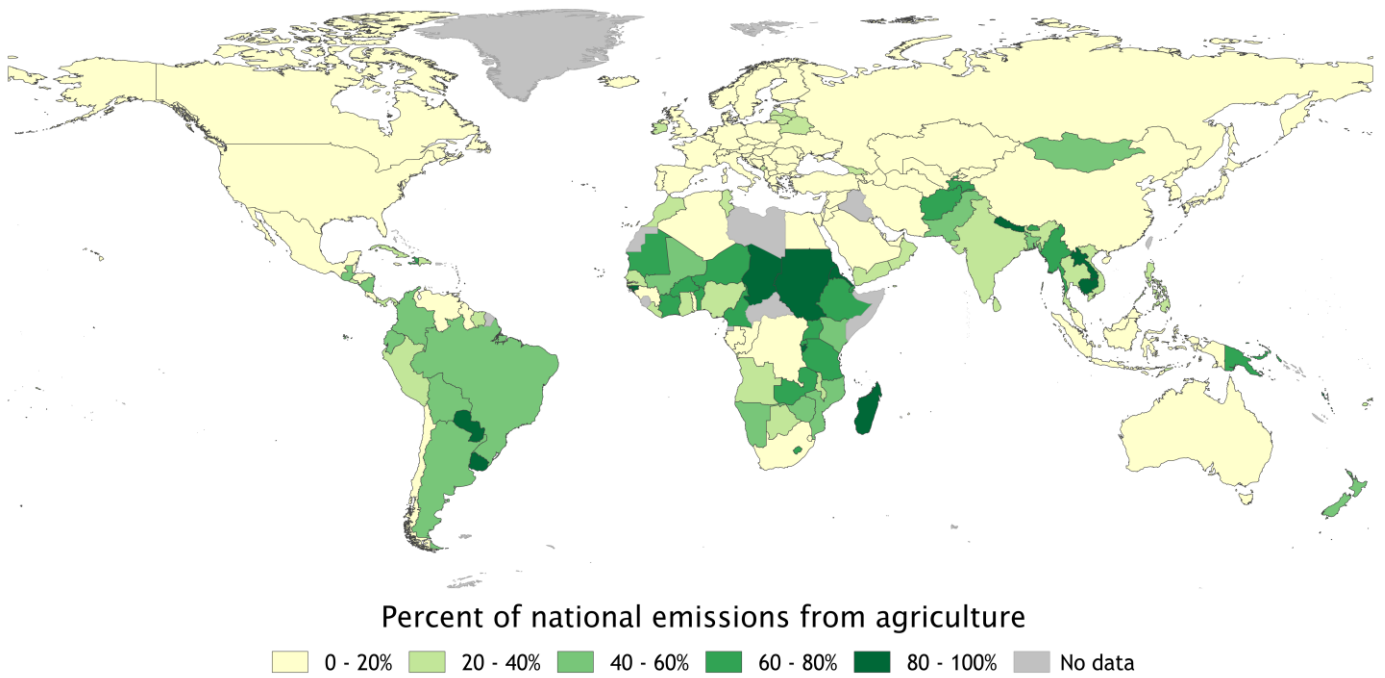 Percent of national emissions from agriculture
0 - 20% 20 - 40% 40 - 60% 60 - 80% 80 - 100% No data